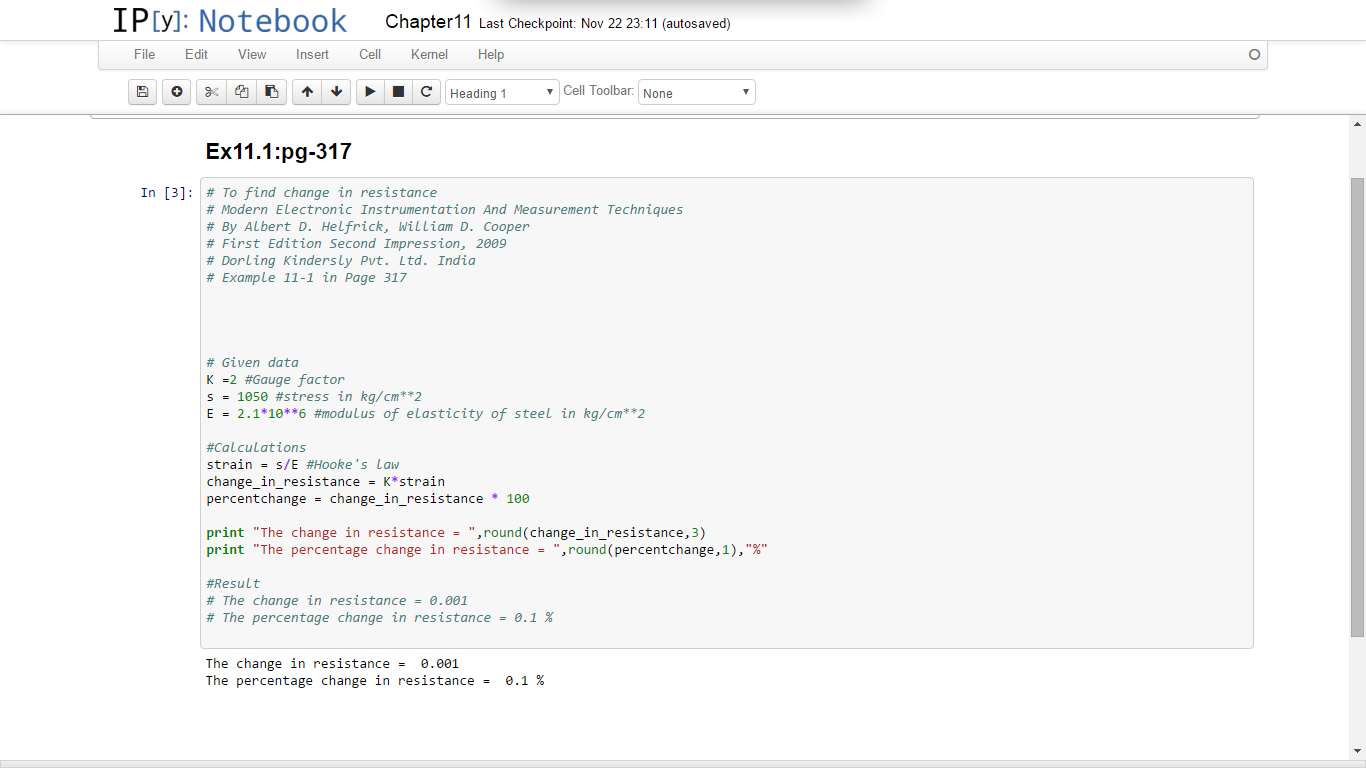 IP[y]: Notebook Chapter11 Last Checkpoint: Nov 22 23:11 (autosaved)
File Edit View Insert Cell Kernel Help
Heading 1 Cell Toolbar: None
Ex11.1:pg-317
In [3]: # To find change in resistance
# Modern Electronic Instrumentation And Measurement Techniques
# By Albert D. Helfrick, William D. Cooper
# First Edition Second Impression, 2009
# Dorling Kindersly Pvt. Ltd. India
# Example 11-1 in Page 317
# Given data
K =2 #Gauge factor
s = 1050 #stress in kg/cm**2
E = 2.1*10**6 #modulus of elasticity of steel in kg/cm**2
#Calculations
strain = s/E #Hooke's law
change_in_resistance = K*strain
percentchange = change_in_resistance * 100
print "The change in resistance = ",round(change_in_resistance,3)
print "The percentage change in resistance = ",round(percentchange,1),"%"
#Result
# The change in resistance = 0.001
# The percentage change in resistance = 0.1 %
The change in resistance =  0.001
The percentage change in resistance =  0.1 %